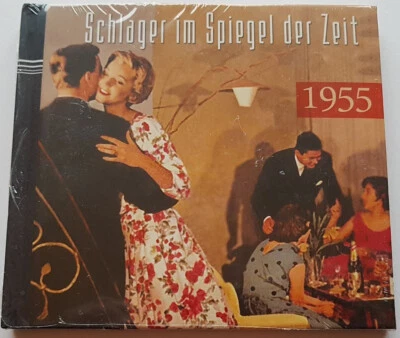 Schlager im Spiegel der Zeit
1955